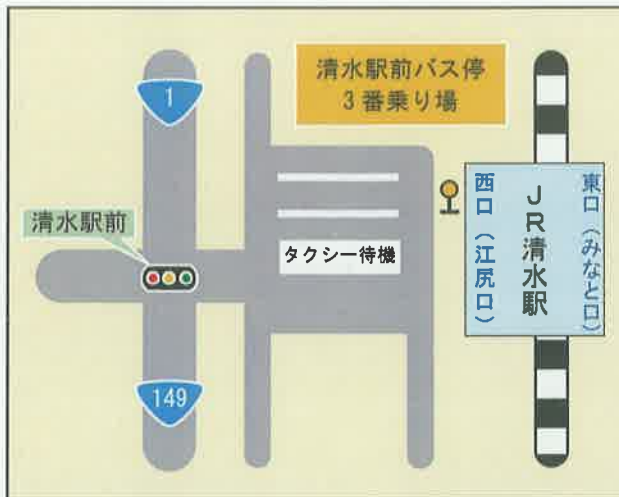 清水駅前バス停
3番乗り場
1
清水駅前
タクシー待機
149
西口（江尻口）
JR清水駅
東口（みなと口）